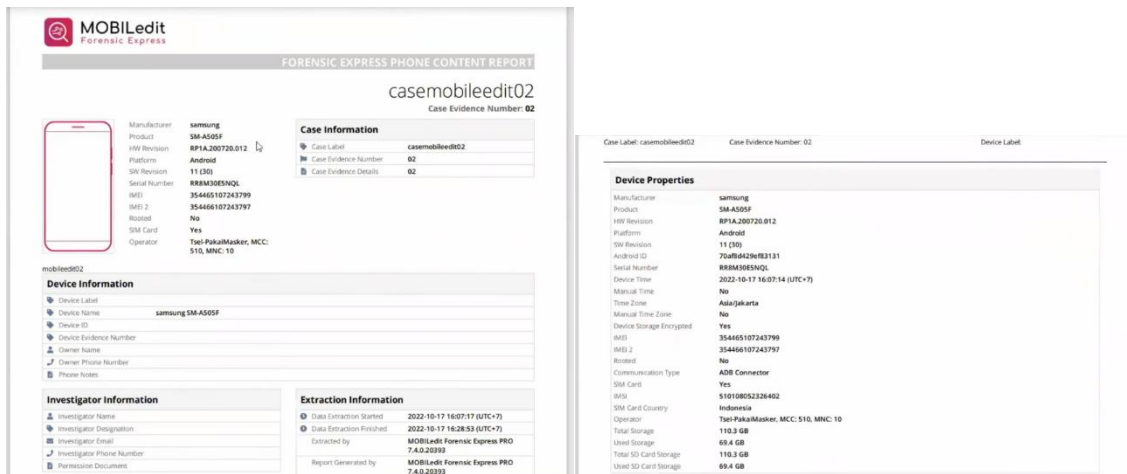 MOBILedit
Forensic Express
FORENSIC EXPRESS PHONE CONTENT REPORT
casemobileedit02
Case Evidence Number: 02
Manufacturer samsung
Product SM-A505F
HW Revision RP1A.200720.012
Platform Android
SW Revision 11 (30)
Serial Number RR8M30E5NQL
IMEI 354465107243799
IMEI 2 354466107243797
Rooted No
SIM Card Yes
Operator Tsel-PakaiMasker, MCC:
510, MNC: 10
Case Information
Case Label casemobileedit02
Case Evidence Number 02
Case Evidence Details 02
mobileedit02
Device Information
Device Label
Device Name samsung SM-A505F
Device ID
Device Evidence Number
Owner Name
Owner Phone Number
Phone Notes
Investigator Information
Investigator Name
Investigator Designation
Investigator Email
Investigator Phone Number
Permission Document
Extraction Information
Data Extraction Started 2022-10-17 16:07:17 (UTC+7)
Data Extraction Finished 2022-10-17 16:28:53 (UTC+7)
Extracted by MOBILedit Forensic Express PRO
7.4.0.20393
Report Generated by MOBILedit Forensic Express PRO
7.4.0.20393
Case Label: casemobileedit02 Case Evidence Number: 02 Device Label:
Device Properties
Manufacturer samsung
Product SM-A505F
HW Revision RP1A.200720.012
Platform Android
SW Revision 11 (30)
Android ID 70af8d429ef83131
Serial Number RR8M30E5NQL
Device Time 2022-10-17 16:07:14 (UTC+7)
Manual Time No
Time Zone Asia/Jakarta
Manual Time Zone No
Device Storage Encrypted Yes
IMEI 354465107243799
IMEI 2 354466107243797
Rooted No
Communication Type ADB Connector
SIM Card Yes
IMSI 510108052326402
SIM Card Country Indonesia
Operator Tsel-PakaiMasker, MCC: 510, MNC: 10
Total Storage 110.3 GB
Used Storage 69.4 GB
Total SD Card Storage 110.3 GB
Used SD Card Storage 69.4 GB